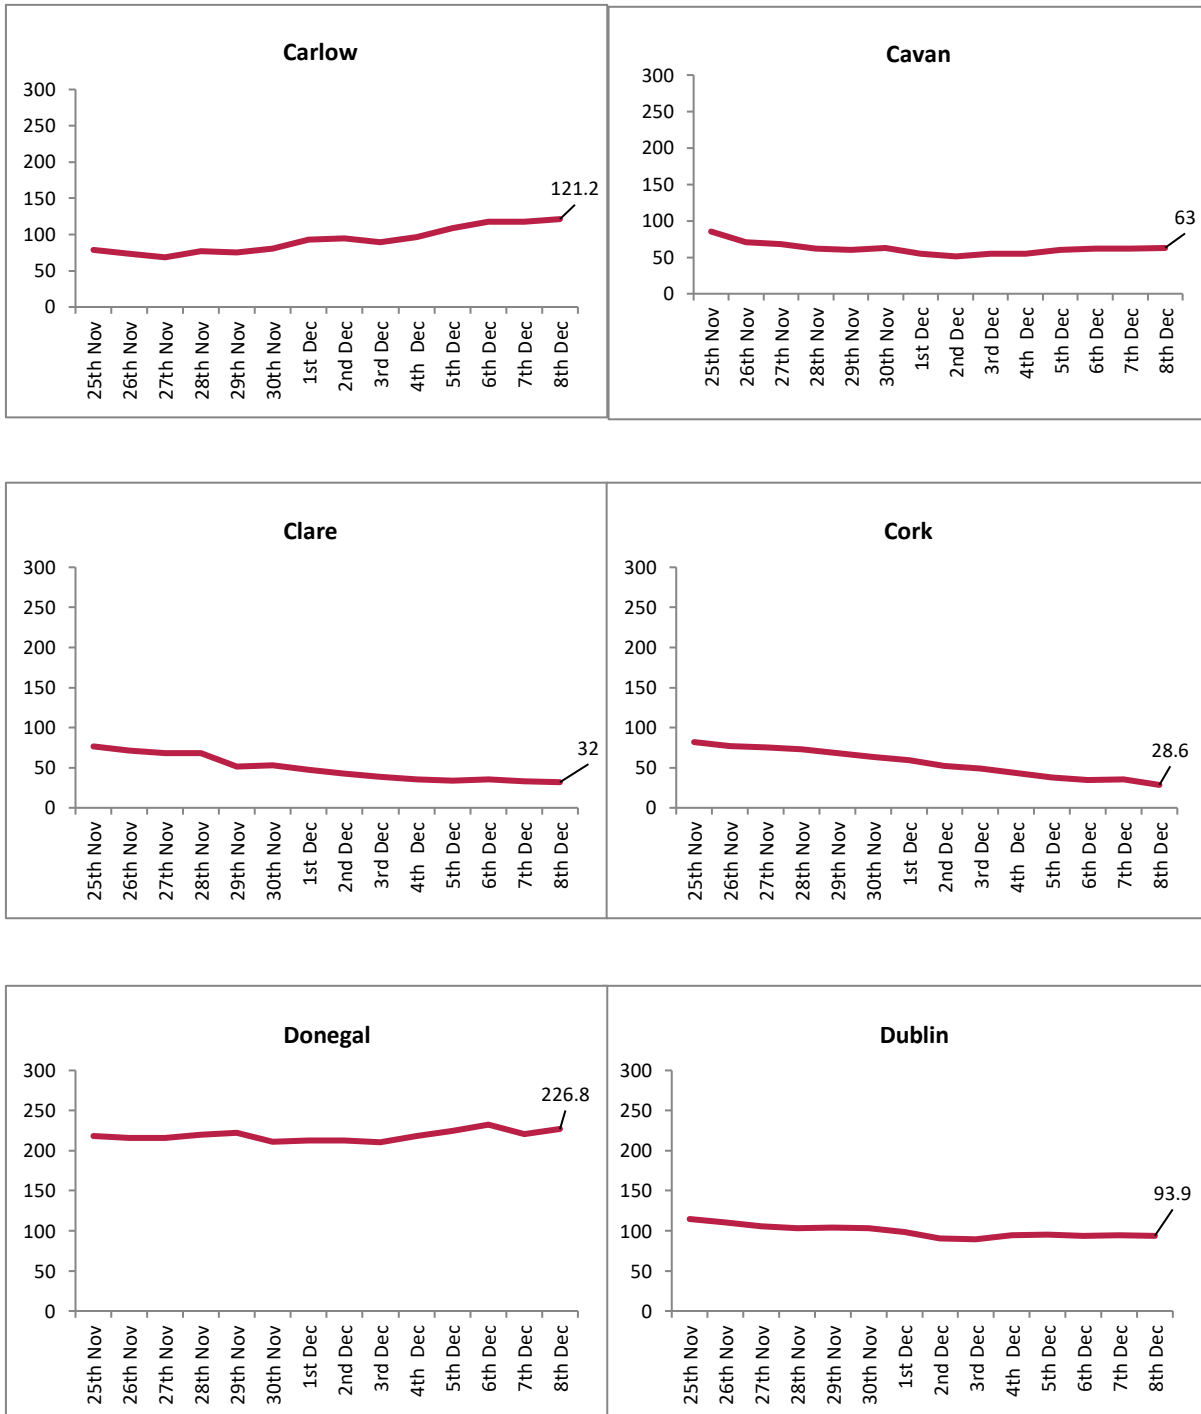 Carlow
300
250
200
150
100
50
0
121.2
25th Nov
26th Nov
27th Nov
28th Nov
29th Nov
30th Nov
1st Dec
2nd Dec
3rd Dec
4th Dec
5th Dec
6th Dec
7th Dec
8th Dec
Cavan
300
250
200
150
100
50
0
63
25th Nov
26th Nov
27th Nov
28th Nov
29th Nov
30th Nov
1st Dec
2nd Dec
3rd Dec
4th Dec
5th Dec
6th Dec
7th Dec
8th Dec
Clare
300
250
200
150
100
50
0
32
25th Nov
26th Nov
27th Nov
28th Nov
29th Nov
30th Nov
1st Dec
2nd Dec
3rd Dec
4th Dec
5th Dec
6th Dec
7th Dec
8th Dec
Cork
300
250
200
150
100
50
0
28.6
25th Nov
26th Nov
27th Nov
28th Nov
29th Nov
30th Nov
1st Dec
2nd Dec
3rd Dec
4th Dec
5th Dec
6th Dec
7th Dec
8th Dec
Donegal
300
250
200
150
100
50
0
226.8
25th Nov
26th Nov
27th Nov
28th Nov
29th Nov
30th Nov
1st Dec
2nd Dec
3rd Dec
4th Dec
5th Dec
6th Dec
7th Dec
8th Dec
Dublin
300
250
200
150
100
50
0
93.9
25th Nov
26th Nov
27th Nov
28th Nov
29th Nov
30th Nov
1st Dec
2nd Dec
3rd Dec
4th Dec
5th Dec
6th Dec
7th Dec
8th Dec